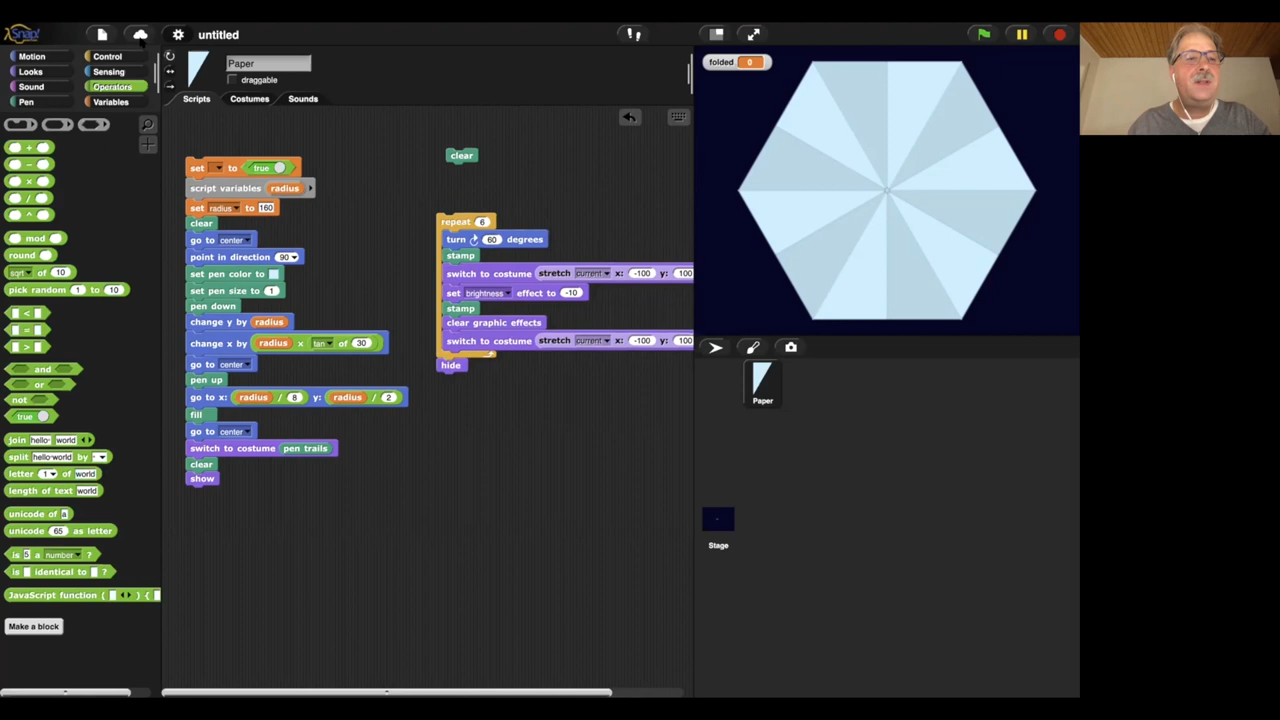 Snap!
untitled
Motion
Control
Looks
Sensing
Sound
Operators
Pen
Variables
+
−
×
/
^
mod
round
sqrt of 10
pick random 1 to 10
<
=
>
and
or
not
true
join hello world
split hello world by
letter 1 of world
length of text world
unicode of a
unicode 65 as letter
is 5 a number ?
is identical to ?
JavaScript function ( ) {
Make a block
Paper
draggable
Scripts
Costumes
Sounds
set to true
script variables radius
set radius to 160
clear
go to center
point in direction 90
set pen color to
set pen size to 1
pen down
change y by radius
change x by radius × tan of 30
go to center
pen up
go to x: radius / 8 y: radius / 2
fill
go to center
switch to costume pen trails
clear
show
clear
repeat 6
turn 60 degrees
stamp
switch to costume stretch current x: -100 y: 100
set brightness effect to -10
stamp
clear graphic effects
switch to costume stretch current x: -100 y: 100
hide
folded 0
Paper
Stage